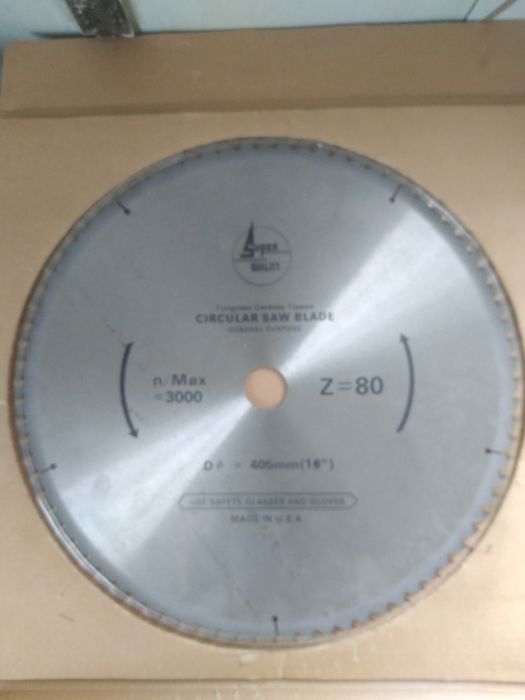 Super
QUALITY
Tungsten Carbide Tipped
CIRCULAR SAW BLADE
GENERAL PURPOSE
n/Max
=3000
Z=80
Dϕ = 405mm(16")
USE SAFETY GLASSES AND GLOVES
MADE IN U.S.A.